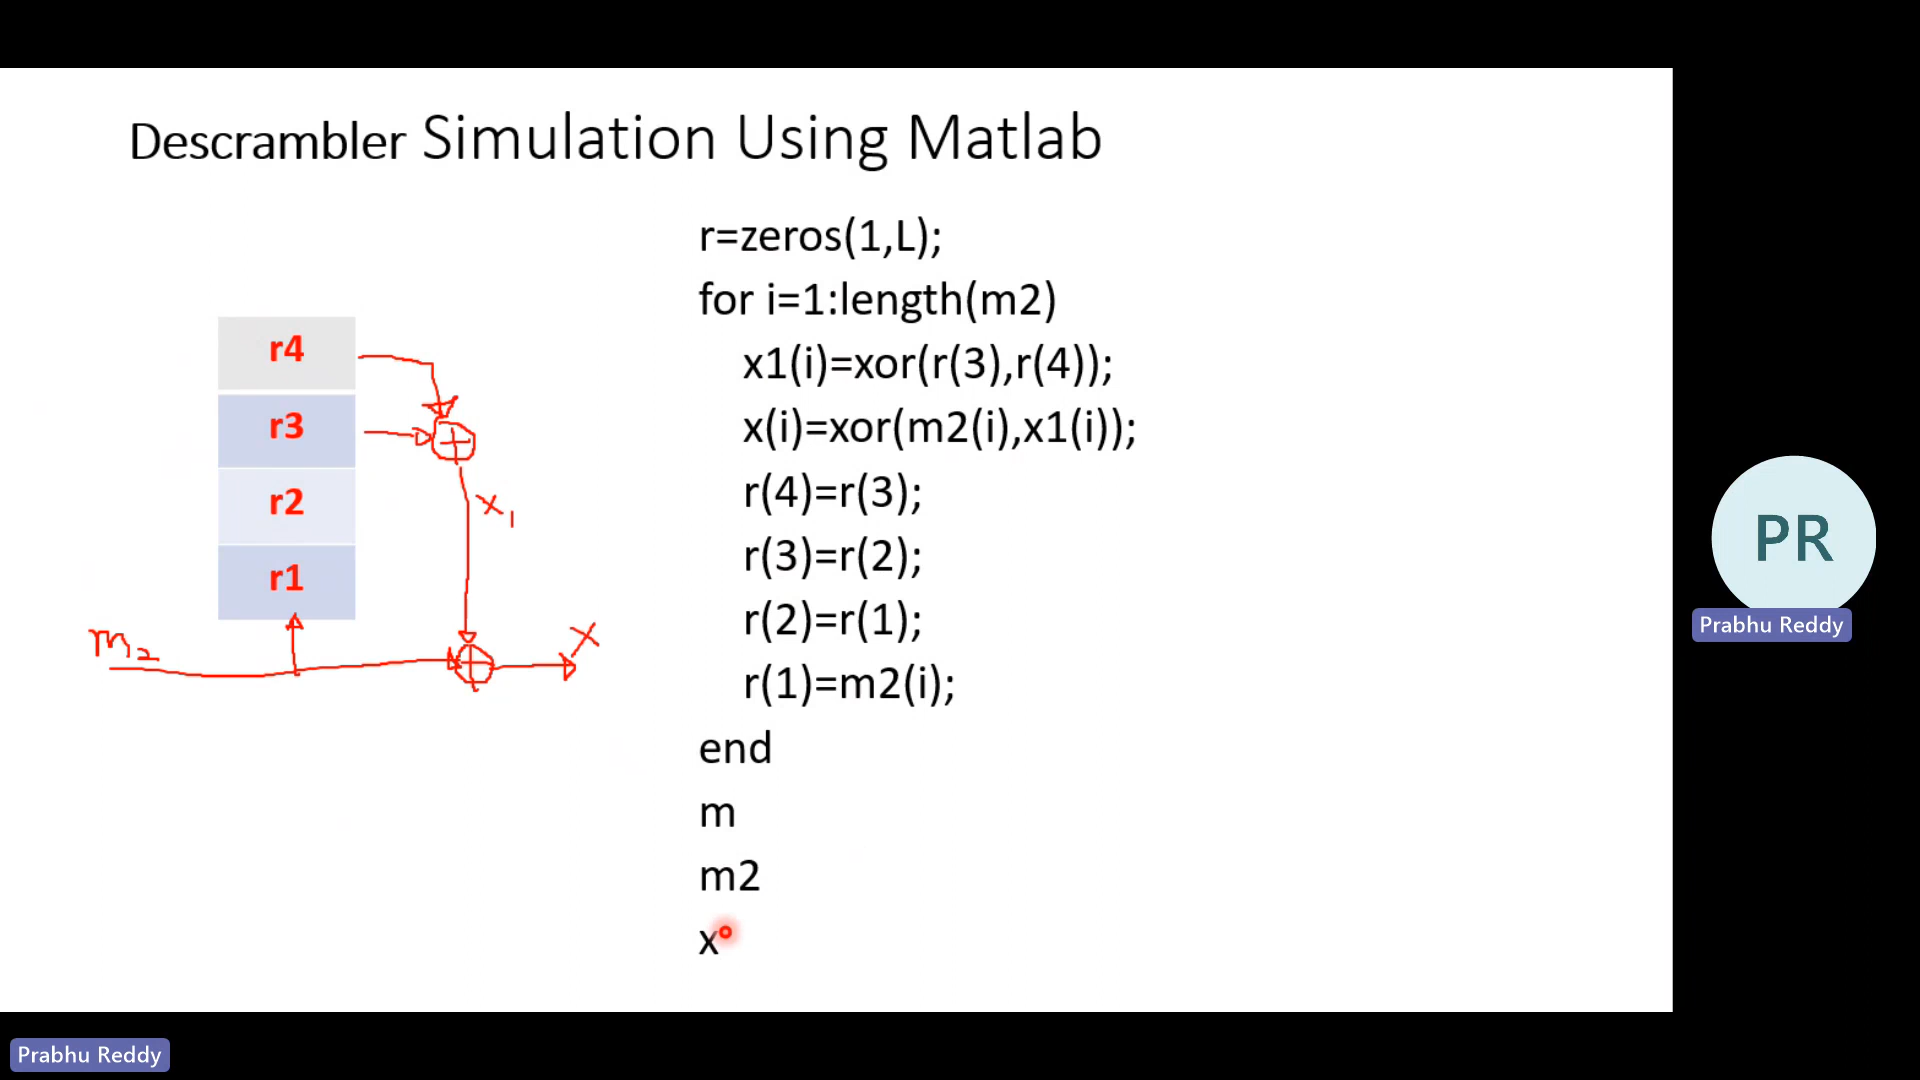 Descrambler Simulation Using Matlab
r=zeros(1,L);
for i=1:length(m2)
x1(i)=xor(r(3),r(4));
x(i)=xor(m2(i),x1(i));
r(4)=r(3);
r(3)=r(2);
r(2)=r(1);
r(1)=m2(i);
end
m
m2
x
r4
r3
r2
r1
x1
m2
x
PR
Prabhu Reddy
Prabhu Reddy